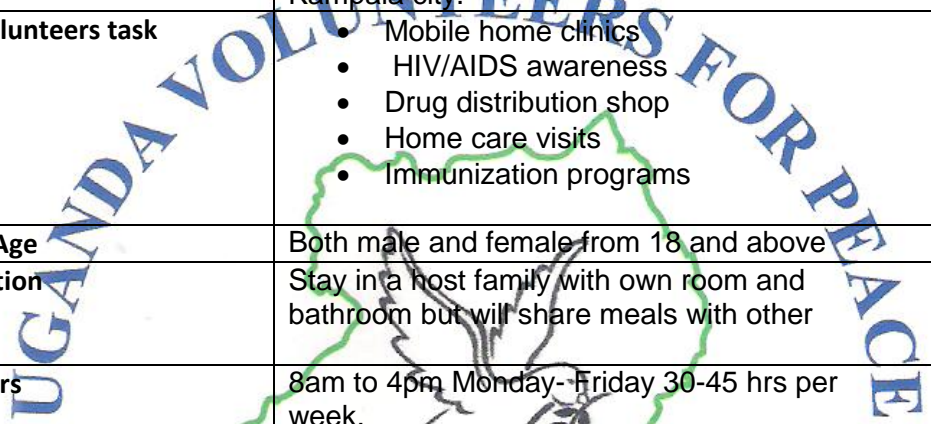 Kampala city.
lunteers task
• Mobile home clinics
• HIV/AIDS awareness
• Drug distribution shop
• Home care visits
• Immunization programs
Age
Both male and female from 18 and above
tion
Stay in a host family with own room and
bathroom but will share meals with other
rs
8am to 4pm Monday- Friday 30-45 hrs per
week.
UGANDA VOLUNTEERS FOR PEACE